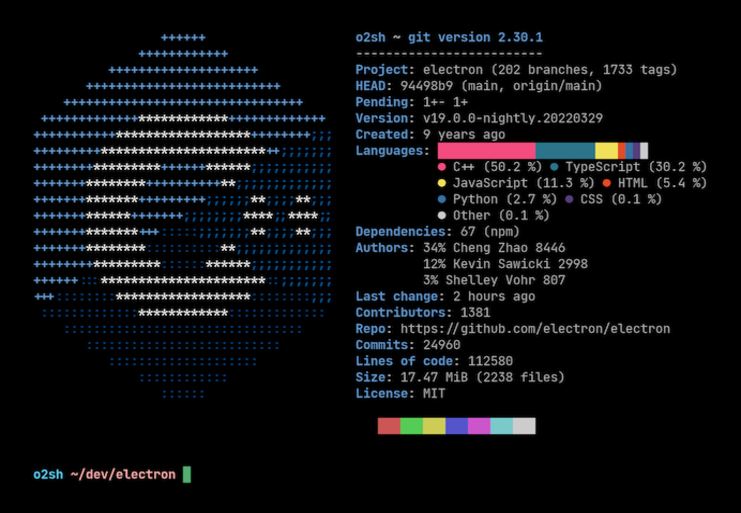 o2sh ~ git version 2.30.1
-------------------------
Project: electron (202 branches, 1733 tags)
HEAD: 94498b9 (main, origin/main)
Pending: 1+- 1+
Version: v19.0.0-nightly.20220329
Created: 9 years ago
Languages:
● C++ (50.2 %) ● TypeScript (30.2 %)
● JavaScript (11.3 %) ● HTML (5.4 %)
● Python (2.7 %) ● CSS (0.1 %)
● Other (0.1 %)
Dependencies: 67 (npm)
Authors: 34% Cheng Zhao 8446
12% Kevin Sawicki 2998
3% Shelley Vohr 807
Last change: 2 hours ago
Contributors: 1381
Repo: https://github.com/electron/electron
Commits: 24960
Lines of code: 112580
Size: 17.47 MiB (2238 files)
License: MIT
o2sh ~/dev/electron